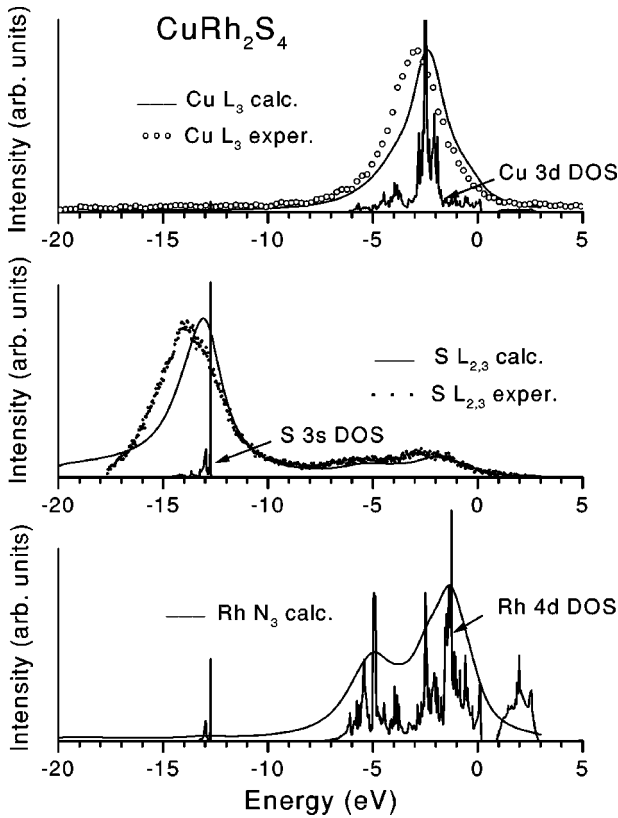 CuRh₂S₄
Intensity (arb. units)
Cu L₃ calc.
Cu L₃ exper.
Cu 3d DOS
-20 -15 -10 -5 0 5
Intensity (arb. units)
S L₂,₃ calc.
S L₂,₃ exper.
S 3s DOS
-20 -15 -10 -5 0 5
Intensity (arb. units)
Rh N₃ calc.
Rh 4d DOS
-20 -15 -10 -5 0 5
Energy (eV)